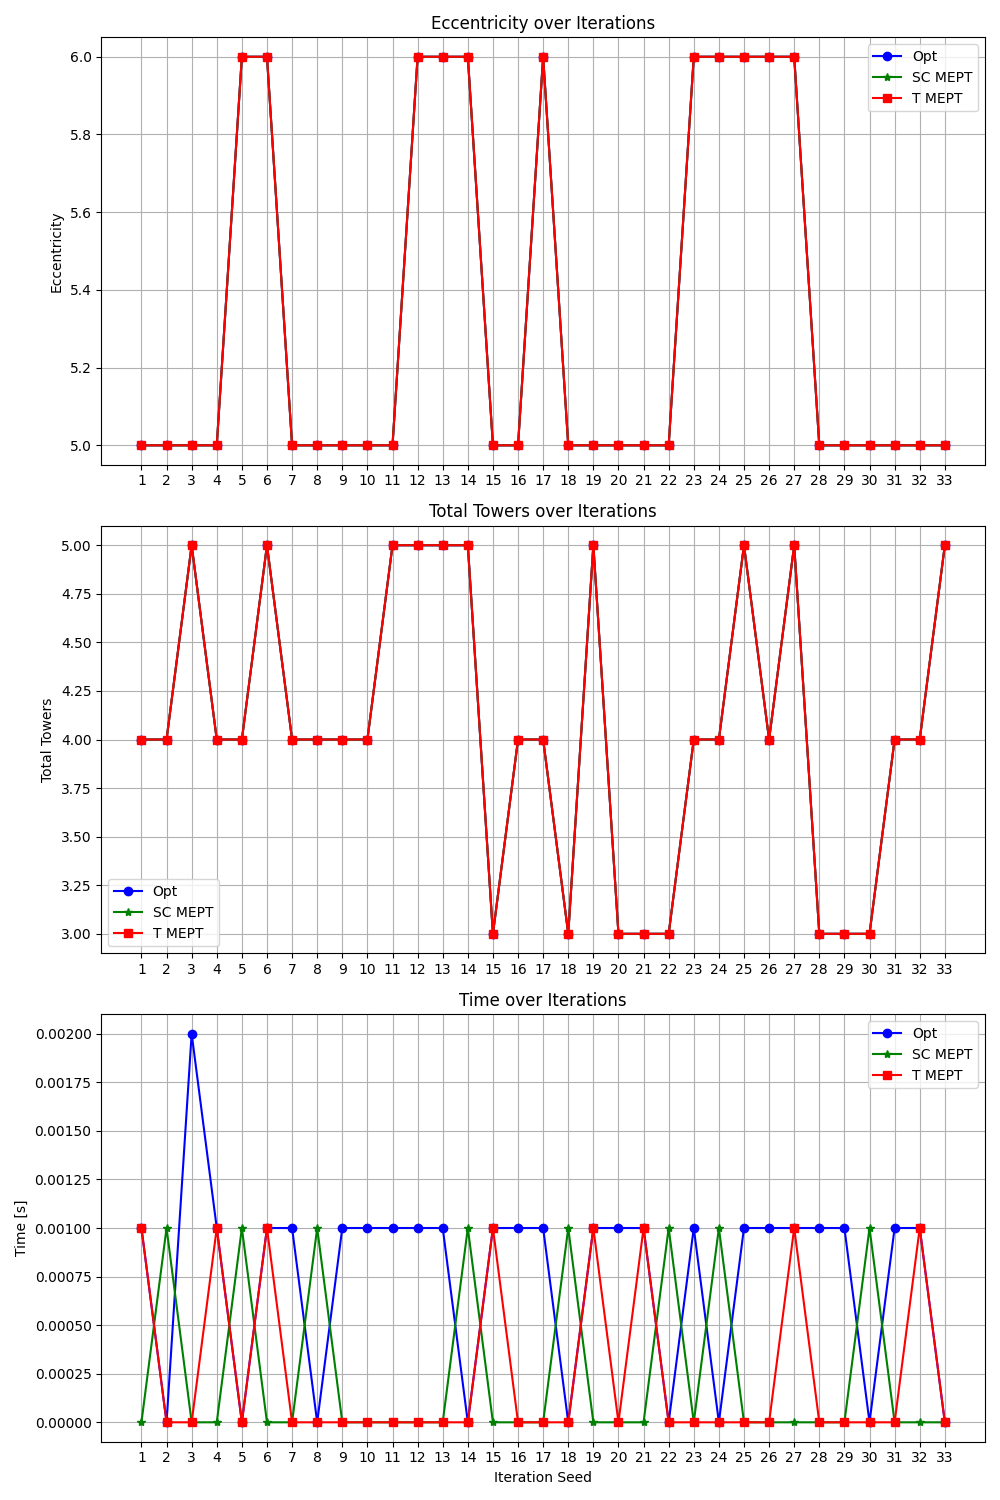 Eccentricity over Iterations
6.0
5.8
5.6
5.4
5.2
5.0
Eccentricity
Opt
SC MEPT
T MEPT
1 2 3 4 5 6 7 8 9 10 11 12 13 14 15 16 17 18 19 20 21 22 23 24 25 26 27 28 29 30 31 32 33
Total Towers over Iterations
5.00
4.75
4.50
4.25
4.00
3.75
3.50
3.25
3.00
Total Towers
Opt
SC MEPT
T MEPT
1 2 3 4 5 6 7 8 9 10 11 12 13 14 15 16 17 18 19 20 21 22 23 24 25 26 27 28 29 30 31 32 33
Time over Iterations
0.00200
0.00175
0.00150
0.00125
0.00100
0.00075
0.00050
0.00025
0.00000
Time [s]
Opt
SC MEPT
T MEPT
1 2 3 4 5 6 7 8 9 10 11 12 13 14 15 16 17 18 19 20 21 22 23 24 25 26 27 28 29 30 31 32 33
Iteration Seed